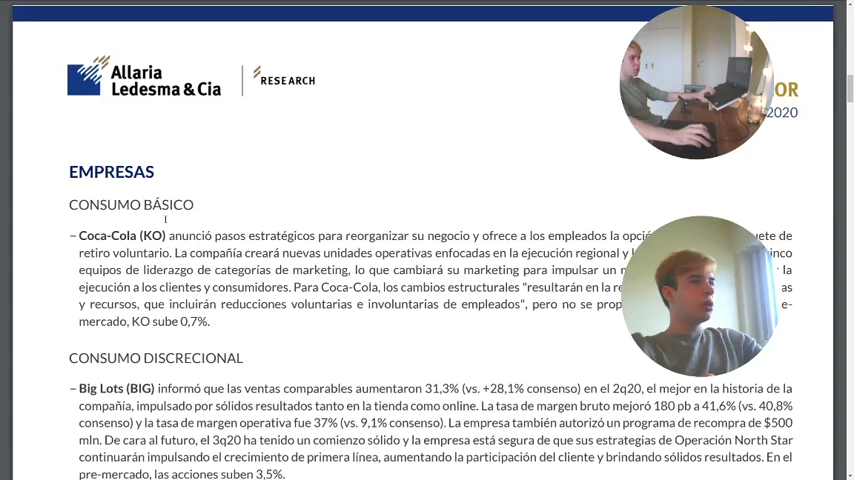 Allaria
Ledesma & Cia
RESEARCH
OR
2020
EMPRESAS
CONSUMO BÁSICO
– Coca-Cola (KO) anunció pasos estratégicos para reorganizar su negocio y ofrece a los empleados la uete de
retiro voluntario. La compañía creará nuevas unidades operativas enfocadas en la ejecución regional y inco
equipos de liderazgo de categorías de marketing, lo que cambiará su marketing para impulsar un la
ejecución a los clientes y consumidores. Para Coca-Cola, los cambios estructurales "resultarán en la as
y recursos, que incluirán reducciones voluntarias e involuntarias de empleados", pero no se e-
mercado, KO sube 0,7%.
CONSUMO DISCRECIONAL
– Big Lots (BIG) informó que las ventas comparables aumentaron 31,3% (vs. +28,1% consenso) en el 2q20, el mejor en la historia de la
compañía, impulsado por sólidos resultados tanto en la tienda como online. La tasa de margen bruto mejoró 180 pb a 41,6% (vs. 40,8%
consenso) y la tasa de margen operativa fue 37% (vs. 9,1% consenso). La empresa también autorizó un programa de recompra de $500
mln. De cara al futuro, el 3q20 ha tenido un comienzo sólido y la empresa está segura de que sus estrategias de Operación North Star
continuarán impulsando el crecimiento de primera línea, aumentando la participación del cliente y brindando sólidos resultados. En el
pre-mercado, las acciones suben 3,5%.